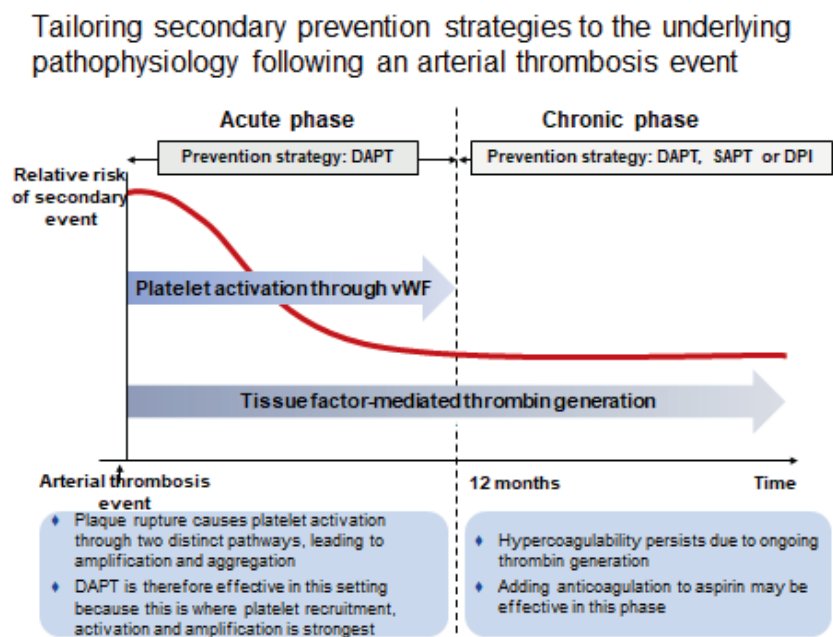 Tailoring secondary prevention strategies to the underlying
pathophysiology following an arterial thrombosis event
Acute phase
Chronic phase
Prevention strategy: DAPT
Prevention strategy: DAPT, SAPT or DPI
Relative risk
of secondary
event
Platelet activation through vWF
Tissue factor-mediated thrombin generation
Arterial thrombosis
event
12 months
Time
♦ Plaque rupture causes platelet activation
through two distinct pathways, leading to
amplification and aggregation
♦ DAPT is therefore effective in this setting
because this is where platelet recruitment,
activation and amplification is strongest
♦ Hypercoagulability persists due to ongoing
thrombin generation
♦ Adding anticoagulation to aspirin may be
effective in this phase